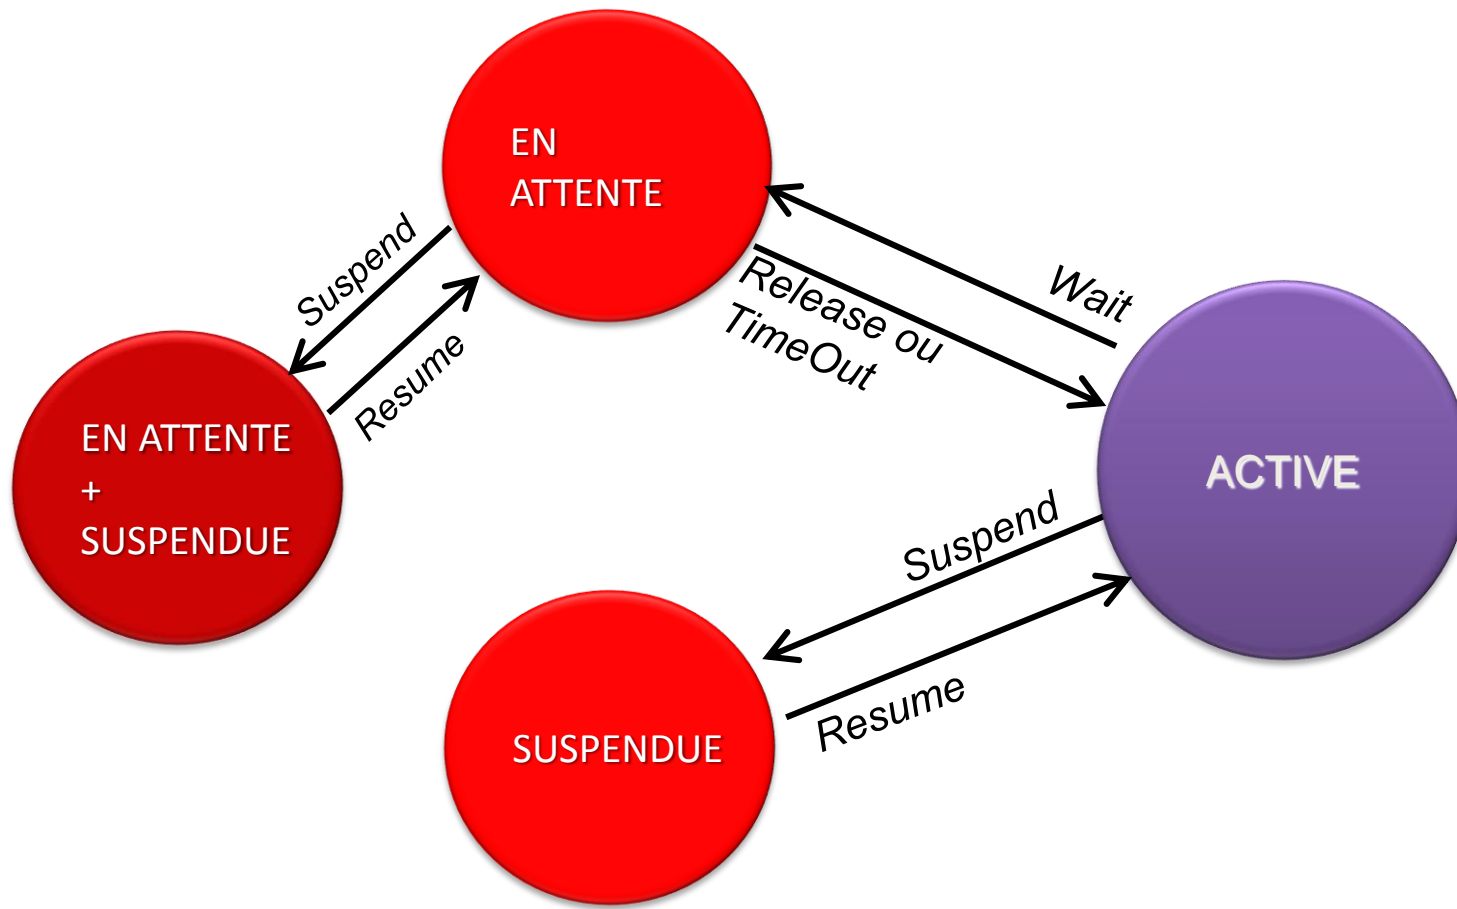 EN
ATTENTE
Suspend
Resume
Wait
Release ou
TimeOut
EN ATTENTE
+
SUSPENDUE
ACTIVE
Suspend
Resume
SUSPENDUE